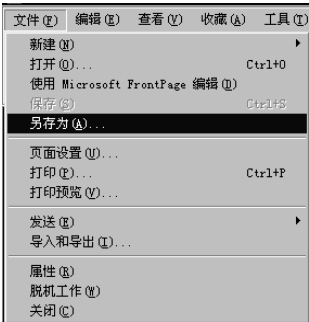 文件(F) 编辑(E) 查看(V) 收藏(A) 工具(T)
新建(N)
打开(O)... Ctrl+O
使用 Microsoft FrontPage 编辑(D)
保存(S) Ctrl+S
另存为(A)...
页面设置(U)...
打印(P)... Ctrl+P
打印预览(V)...
发送(E)
导入和导出(I)...
属性(R)
脱机工作(W)
关闭(C)